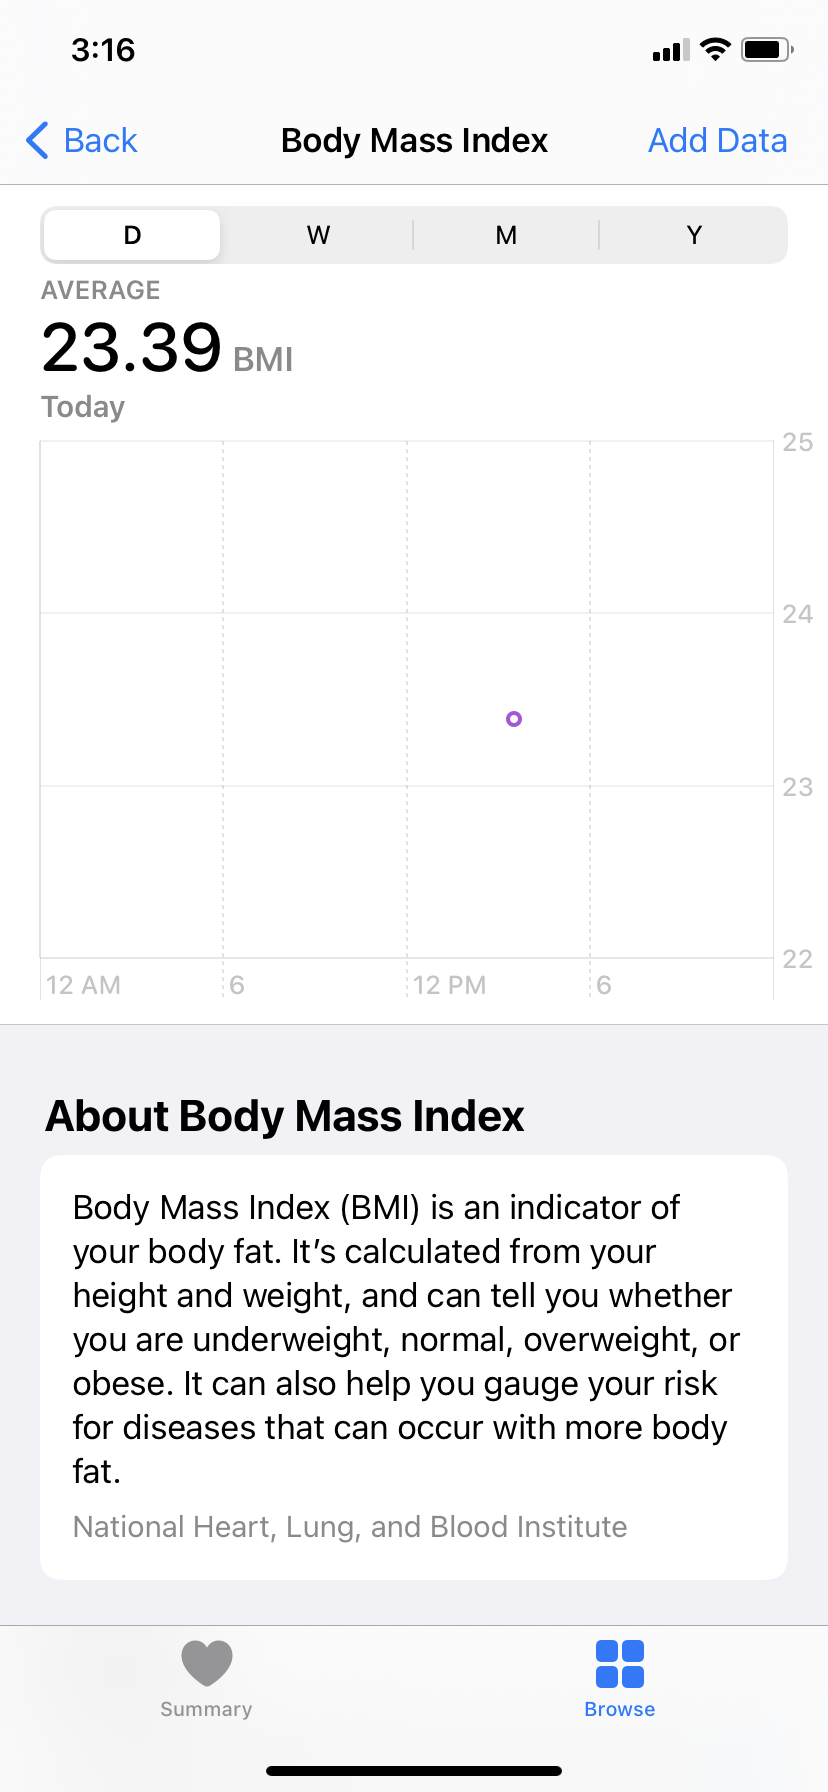 3:16
Back
Body Mass Index
Add Data
D
W
M
Y
AVERAGE
23.39 BMI
Today
25
24
23
22
12 AM
6
12 PM
6
About Body Mass Index
Body Mass Index (BMI) is an indicator of
your body fat. It’s calculated from your
height and weight, and can tell you whether
you are underweight, normal, overweight, or
obese. It can also help you gauge your risk
for diseases that can occur with more body
fat.
National Heart, Lung, and Blood Institute
Summary
Browse